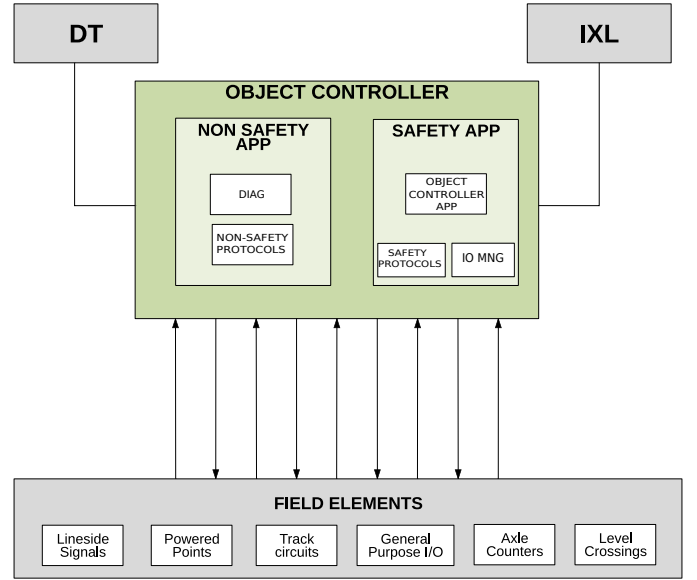 DT
IXL
OBJECT CONTROLLER
NON SAFETY
APP
DIAG
NON-SAFETY
PROTOCOLS
SAFETY APP
OBJECT
CONTROLLER
APP
SAFETY
PROTOCOLS
IO MNG
FIELD ELEMENTS
Lineside
Signals
Powered
Points
Track
circuits
General
Purpose I/O
Axle
Counters
Level
Crossings